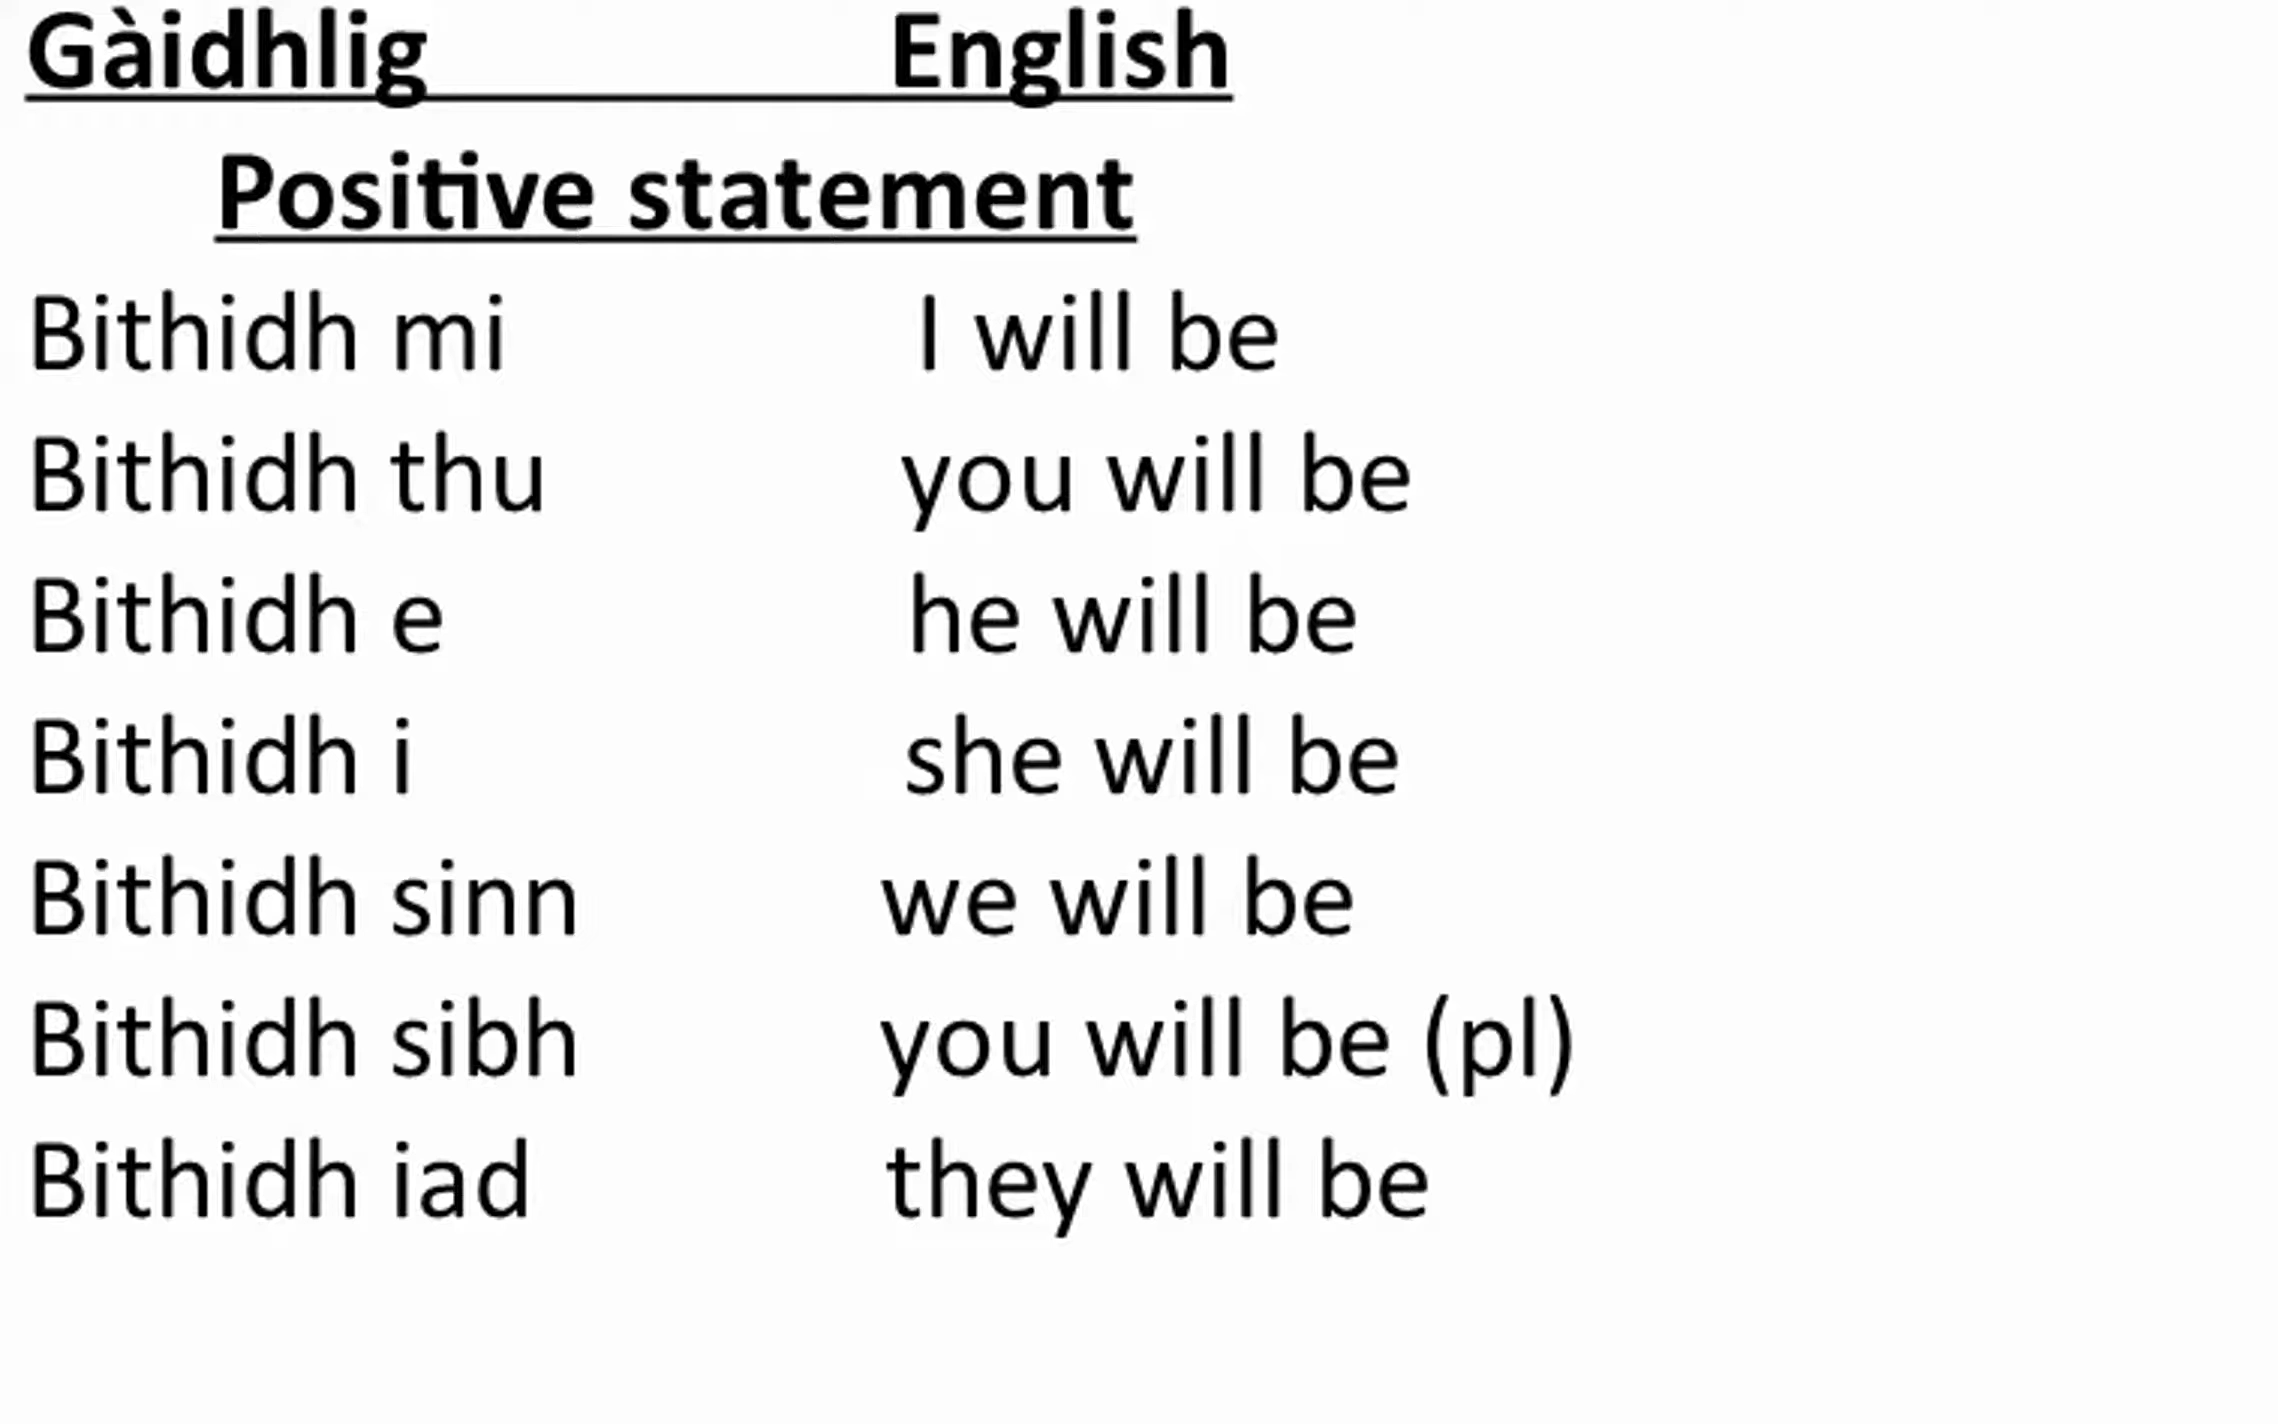 Gàidhlig English
Positive statement
Bithidh mi I will be
Bithidh thu you will be
Bithidh e he will be
Bithidh i she will be
Bithidh sinn we will be
Bithidh sibh you will be (pl)
Bithidh iad they will be